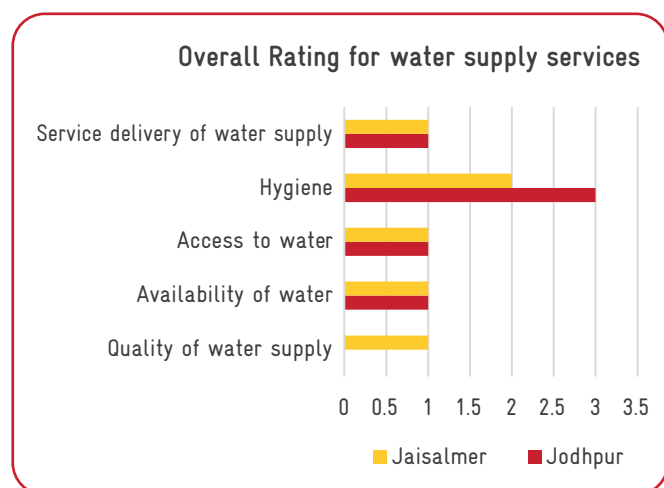 Overall Rating for water supply services
Service delivery of water supply
Hygiene
Access to water
Availability of water
Quality of water supply
0 0.5 1 1.5 2 2.5 3 3.5
Jaisalmer Jodhpur